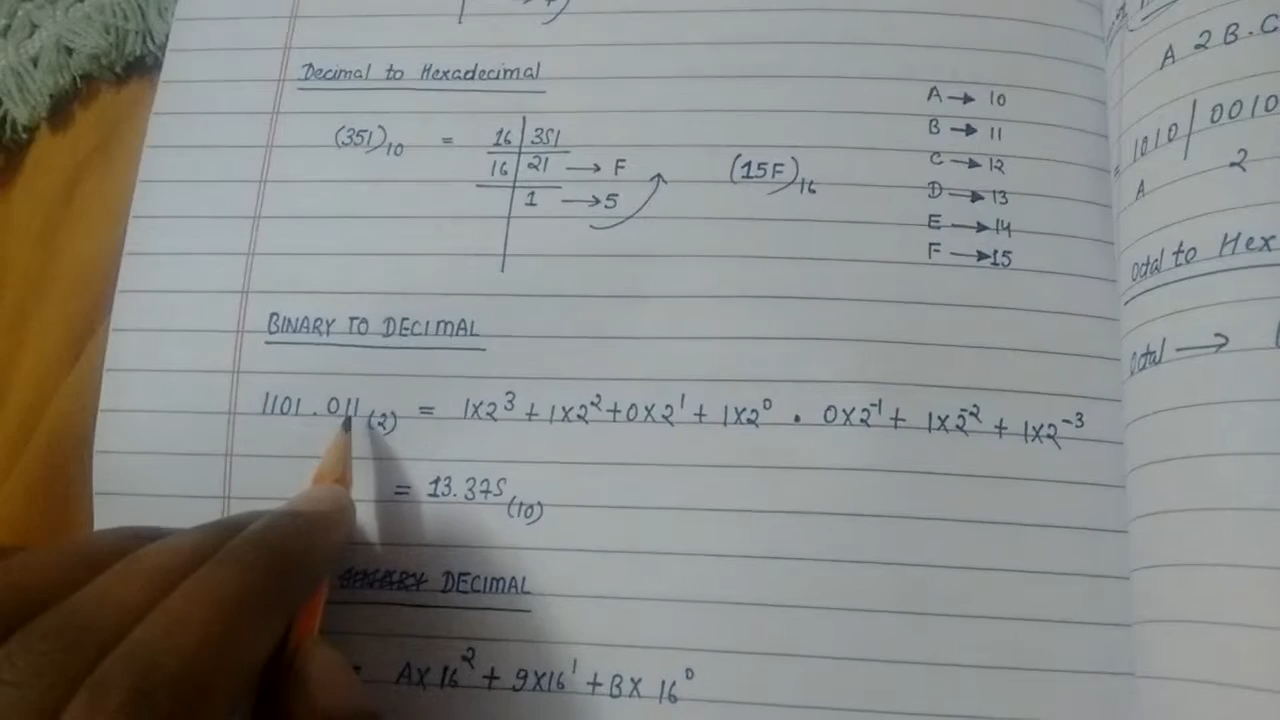 Decimal to Hexadecimal
(351)10 = 16 | 351
16 | 21 → F
1 → 5
(15F)16
A → 10
B → 11
C → 12
D → 13
E → 14
F → 15
BINARY TO DECIMAL
1101.011(2) = 1×2³ + 1×2² + 0×2¹ + 1×2⁰ . 0×2⁻¹ + 1×2⁻² + 1×2⁻³
= 13.375(10)
DECIMAL
A×16² + 9×16¹ + B×16⁰
A 2 B . C
= 1010 | 0010
A 2
Octal to Hex
Octal →